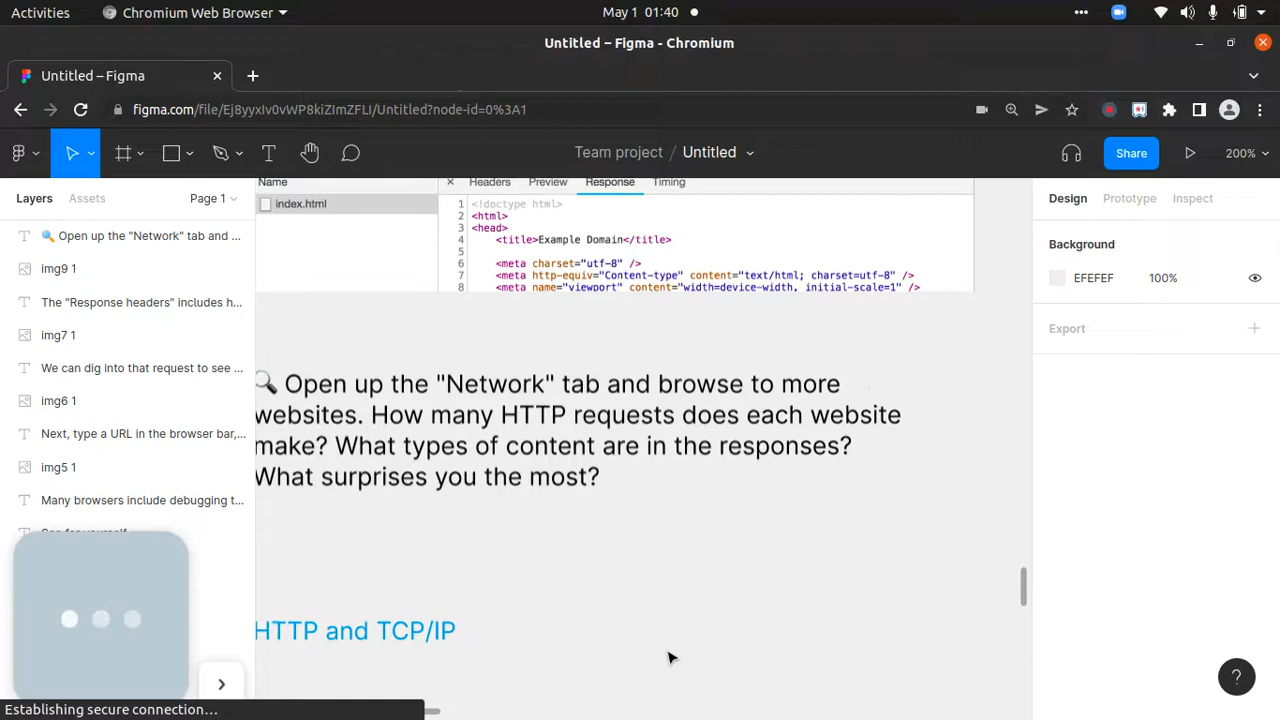 Activities
Chromium Web Browser
May 1 01:40
Untitled – Figma - Chromium
Untitled – Figma
figma.com/file/Ej8yyxIv0vWP8kiZImZFLI/Untitled?node-id=0%3A1
Team project / Untitled
Share
200%
Layers
Assets
Page 1
🔍 Open up the "Network" tab and ...
img9 1
The "Response headers" includes h...
img7 1
We can dig into that request to see ...
img6 1
Next, type a URL in the browser bar,...
img5 1
Many browsers include debugging t...
Name
Headers
Preview
Response
Timing
index.html
1 <!doctype html>
2 <html>
3 <head>
4 <title>Example Domain</title>
5
6 <meta charset="utf-8" />
7 <meta http-equiv="Content-type" content="text/html; charset=utf-8" />
8 <meta name="viewport" content="width=device-width, initial-scale=1" />
🔍 Open up the "Network" tab and browse to more
websites. How many HTTP requests does each website
make? What types of content are in the responses?
What surprises you the most?
HTTP and TCP/IP
Design
Prototype
Inspect
Background
EFEFEF
100%
Export
?
Establishing secure connection...